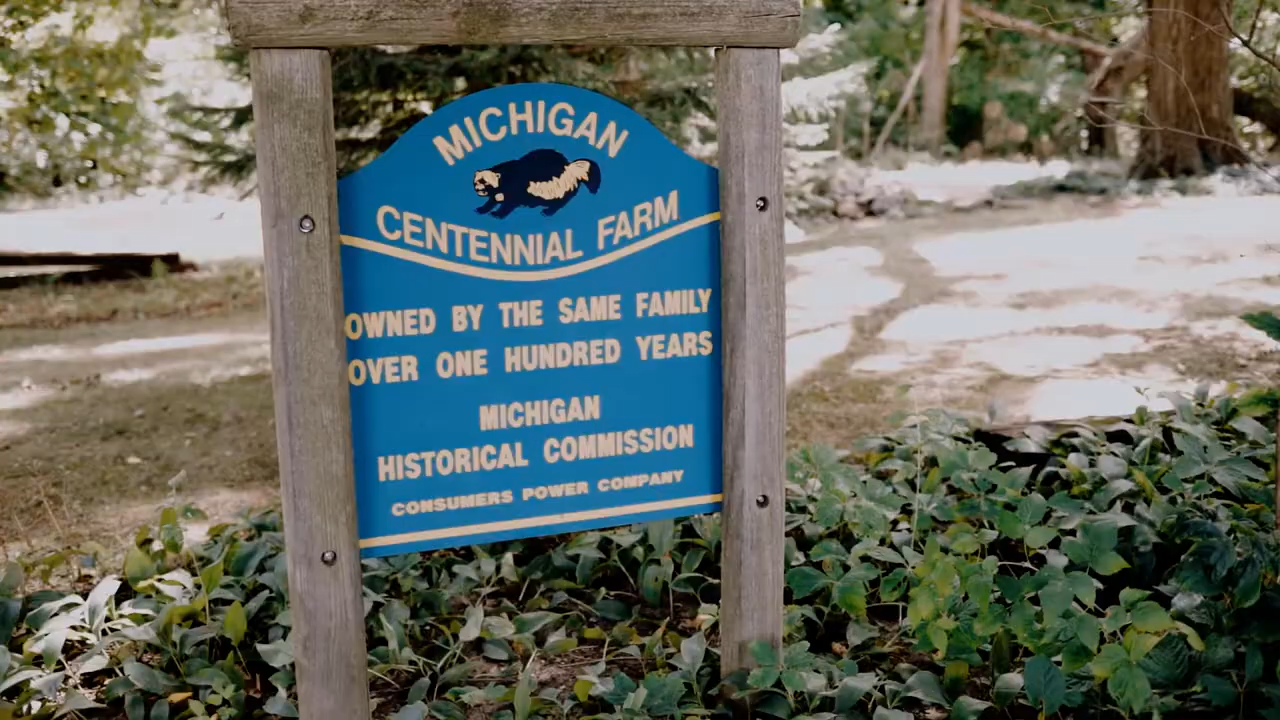 MICHIGAN
CENTENNIAL FARM
OWNED BY THE SAME FAMILY
OVER ONE HUNDRED YEARS
MICHIGAN
HISTORICAL COMMISSION
CONSUMERS POWER COMPANY